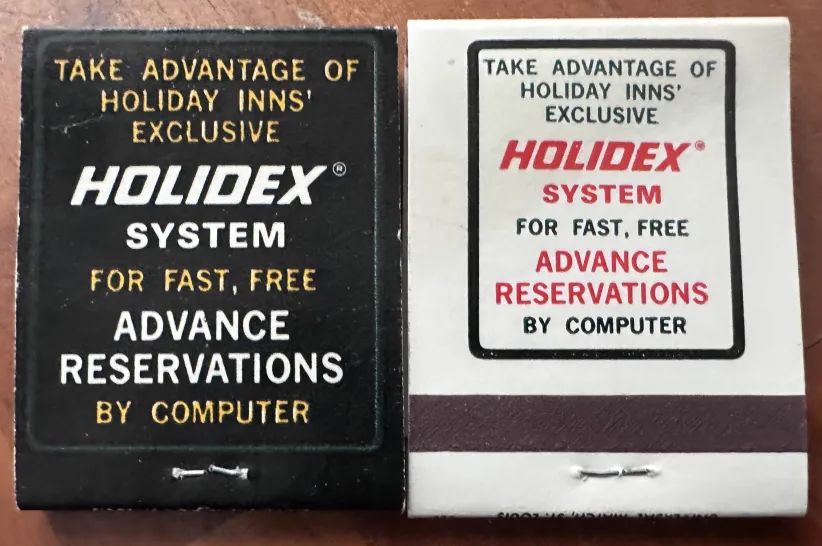 TAKE ADVANTAGE OF
HOLIDAY INNS'
EXCLUSIVE
HOLIDEX®
SYSTEM
FOR FAST, FREE
ADVANCE
RESERVATIONS
BY COMPUTER
TAKE ADVANTAGE OF
HOLIDAY INNS'
EXCLUSIVE
HOLIDEX®
SYSTEM
FOR FAST, FREE
ADVANCE
RESERVATIONS
BY COMPUTER